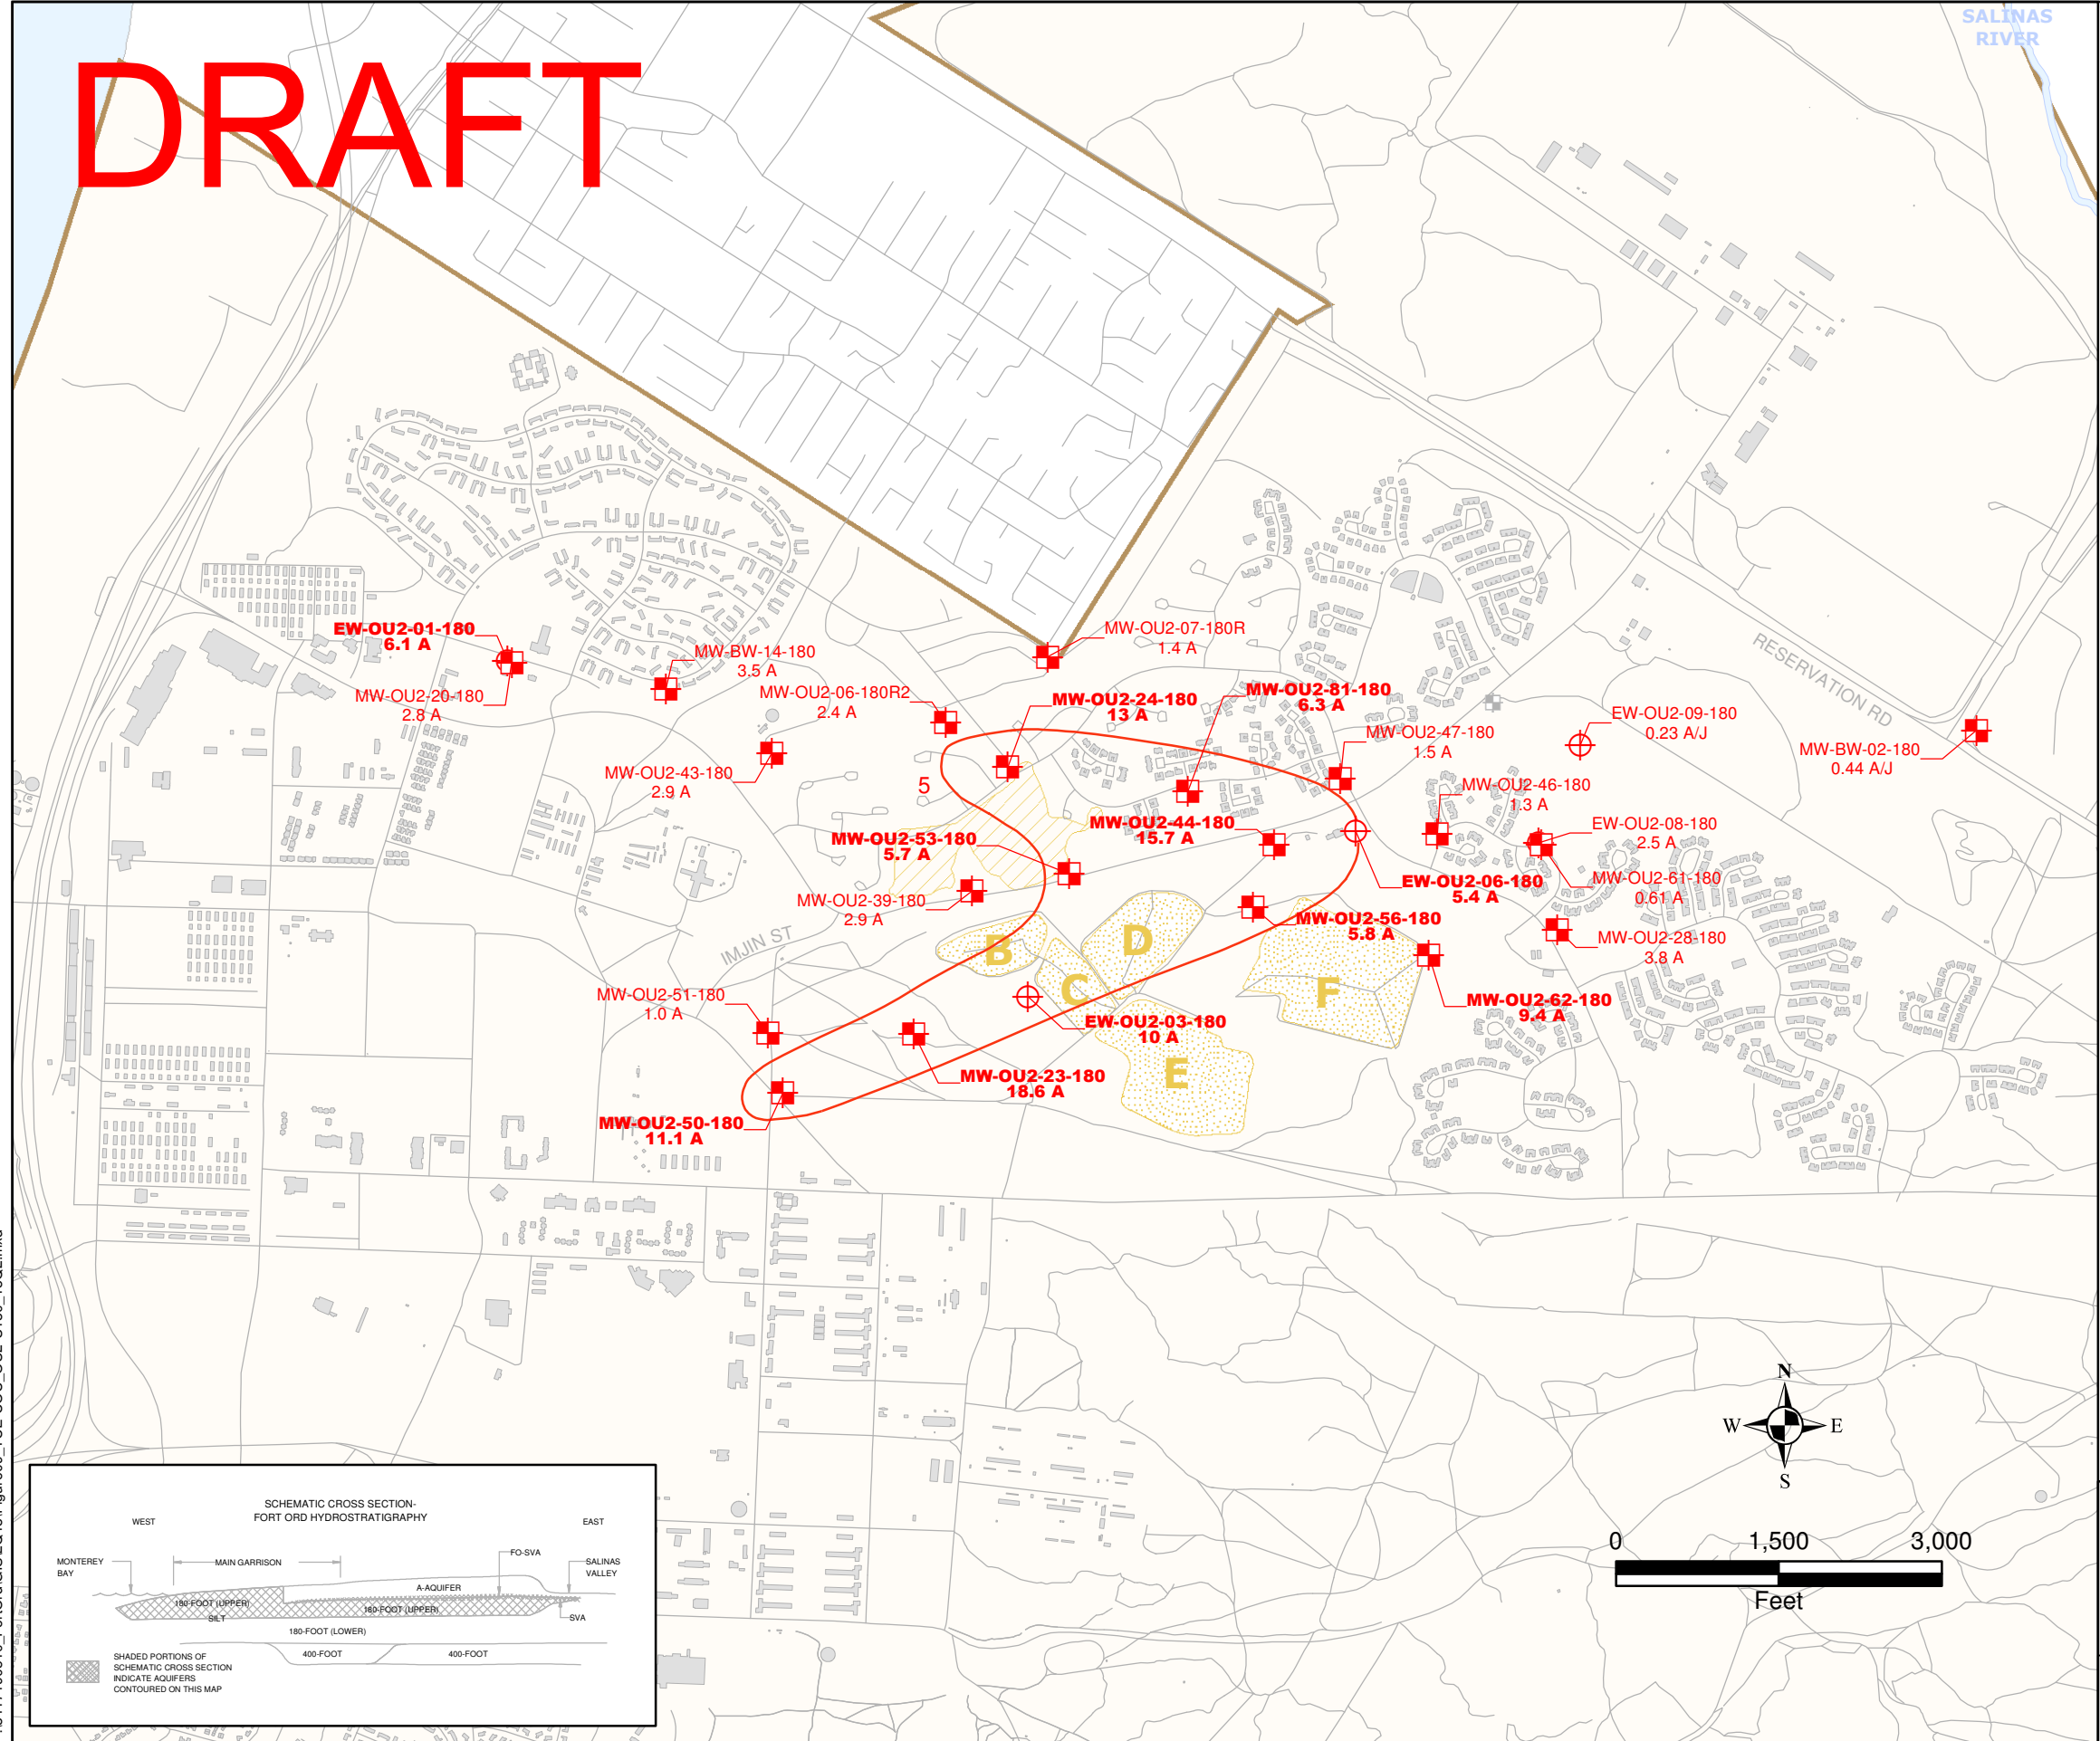 SALINAS
RIVER
DRAFT
EW-OU2-01-180
6.1 A
MW-OU2-20-180
2.8 A
MW-BW-14-180
3.5 A
MW-OU2-07-180R
1.4 A
MW-OU2-06-180R2
2.4 A
MW-OU2-24-180
13 A
MW-OU2-81-180
6.3 A
MW-OU2-47-180
1.5 A
EW-OU2-09-180
0.23 A/J
RESERVATION RD
MW-BW-02-180
0.44 A/J
MW-OU2-43-180
2.9 A
5
MW-OU2-46-180
1.3 A
MW-OU2-53-180
5.7 A
MW-OU2-44-180
15.7 A
EW-OU2-08-180
2.5 A
MW-OU2-61-180
0.61 A
EW-OU2-06-180
5.4 A
MW-OU2-39-180
2.9 A
MW-OU2-56-180
5.8 A
MW-OU2-28-180
3.8 A
IMJIN ST
B
C
D
E
F
MW-OU2-51-180
1.0 A
MW-OU2-62-180
9.4 A
EW-OU2-03-180
10 A
MW-OU2-23-180
18.6 A
MW-OU2-50-180
11.1 A
N
W
E
S
0
1,500
3,000
Feet
SCHEMATIC CROSS SECTION-
FORT ORD HYDROSTRATIGRAPHY
WEST
EAST
MONTEREY
BAY
MAIN GARRISON
FO-SVA
SALINAS
VALLEY
A-AQUIFER
180-FOOT (UPPER)
180-FOOT (UPPER)
SILT
SVA
180-FOOT (LOWER)
400-FOOT
400-FOOT
SHADED PORTIONS OF
SCHEMATIC CROSS SECTION
INDICATE AQUIFERS
CONTOURED ON THIS MAP